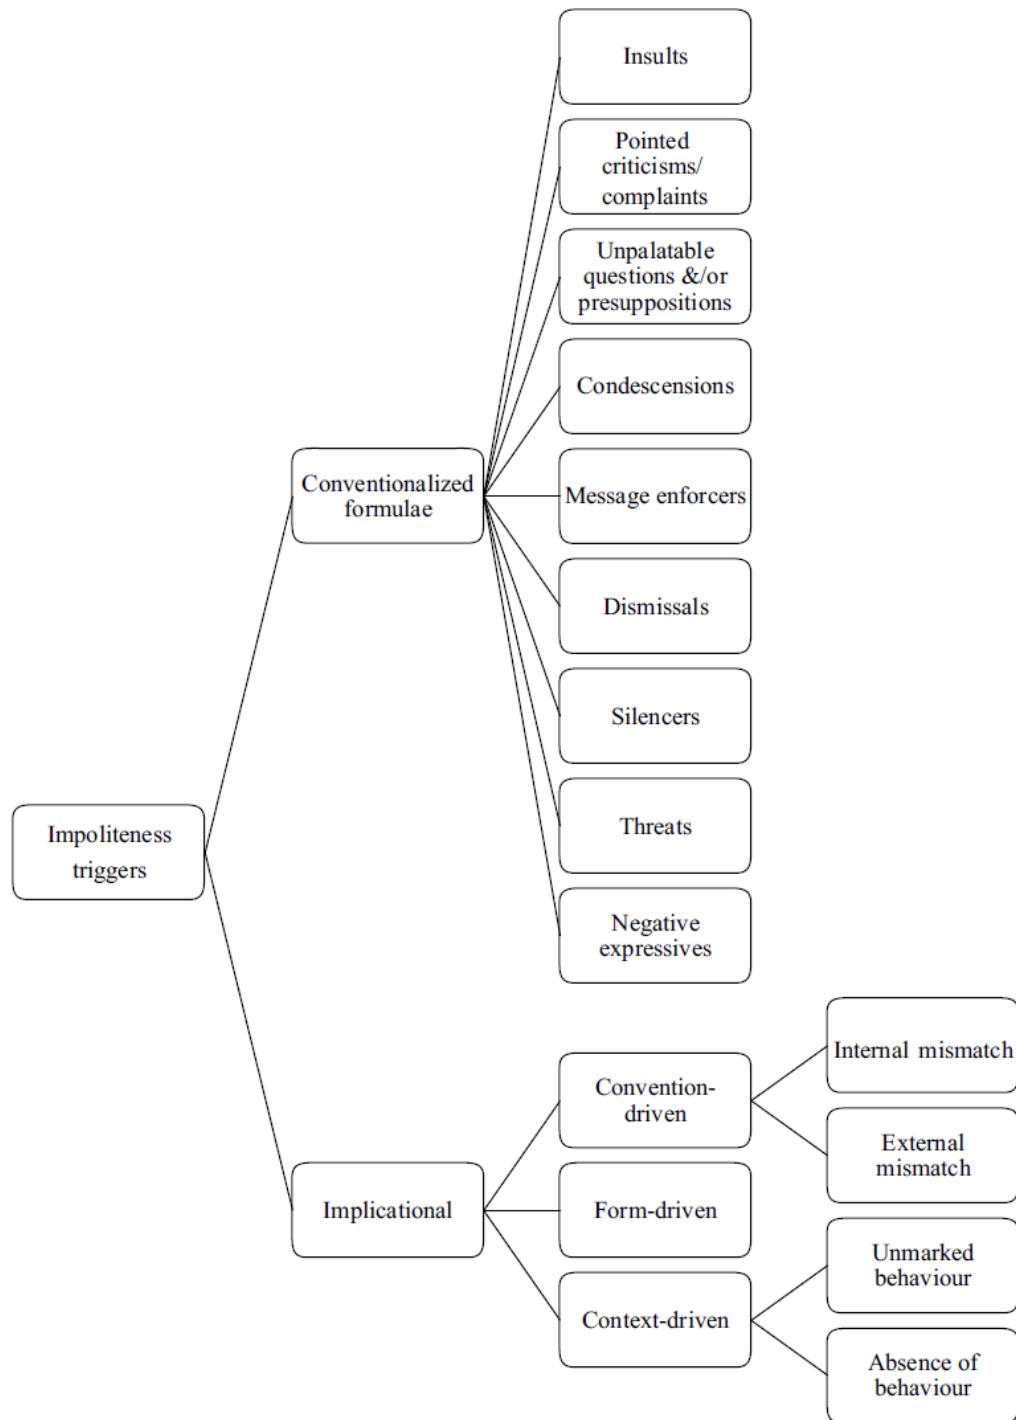 Insults
Pointed
criticisms/
complaints
Unpalatable
questions &/or
presuppositions
Condescensions
Conventionalized
formulae
Message enforcers
Dismissals
Silencers
Threats
Impoliteness
triggers
Negative
expressives
Internal mismatch
Convention-
driven
External
mismatch
Implicational
Form-driven
Unmarked
behaviour
Context-driven
Absence of
behaviour